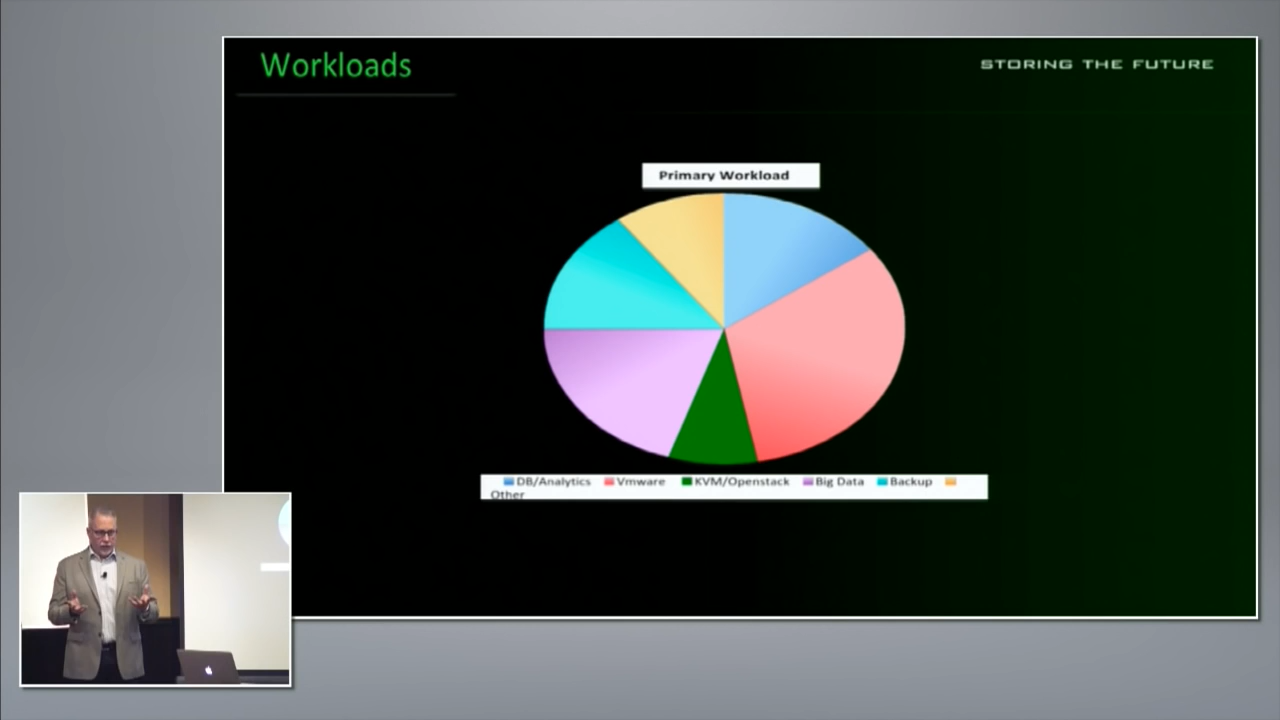 Workloads
STORING THE FUTURE
Primary Workload
DB/Analytics Vmware KVM/Openstack Big Data Backup
Other